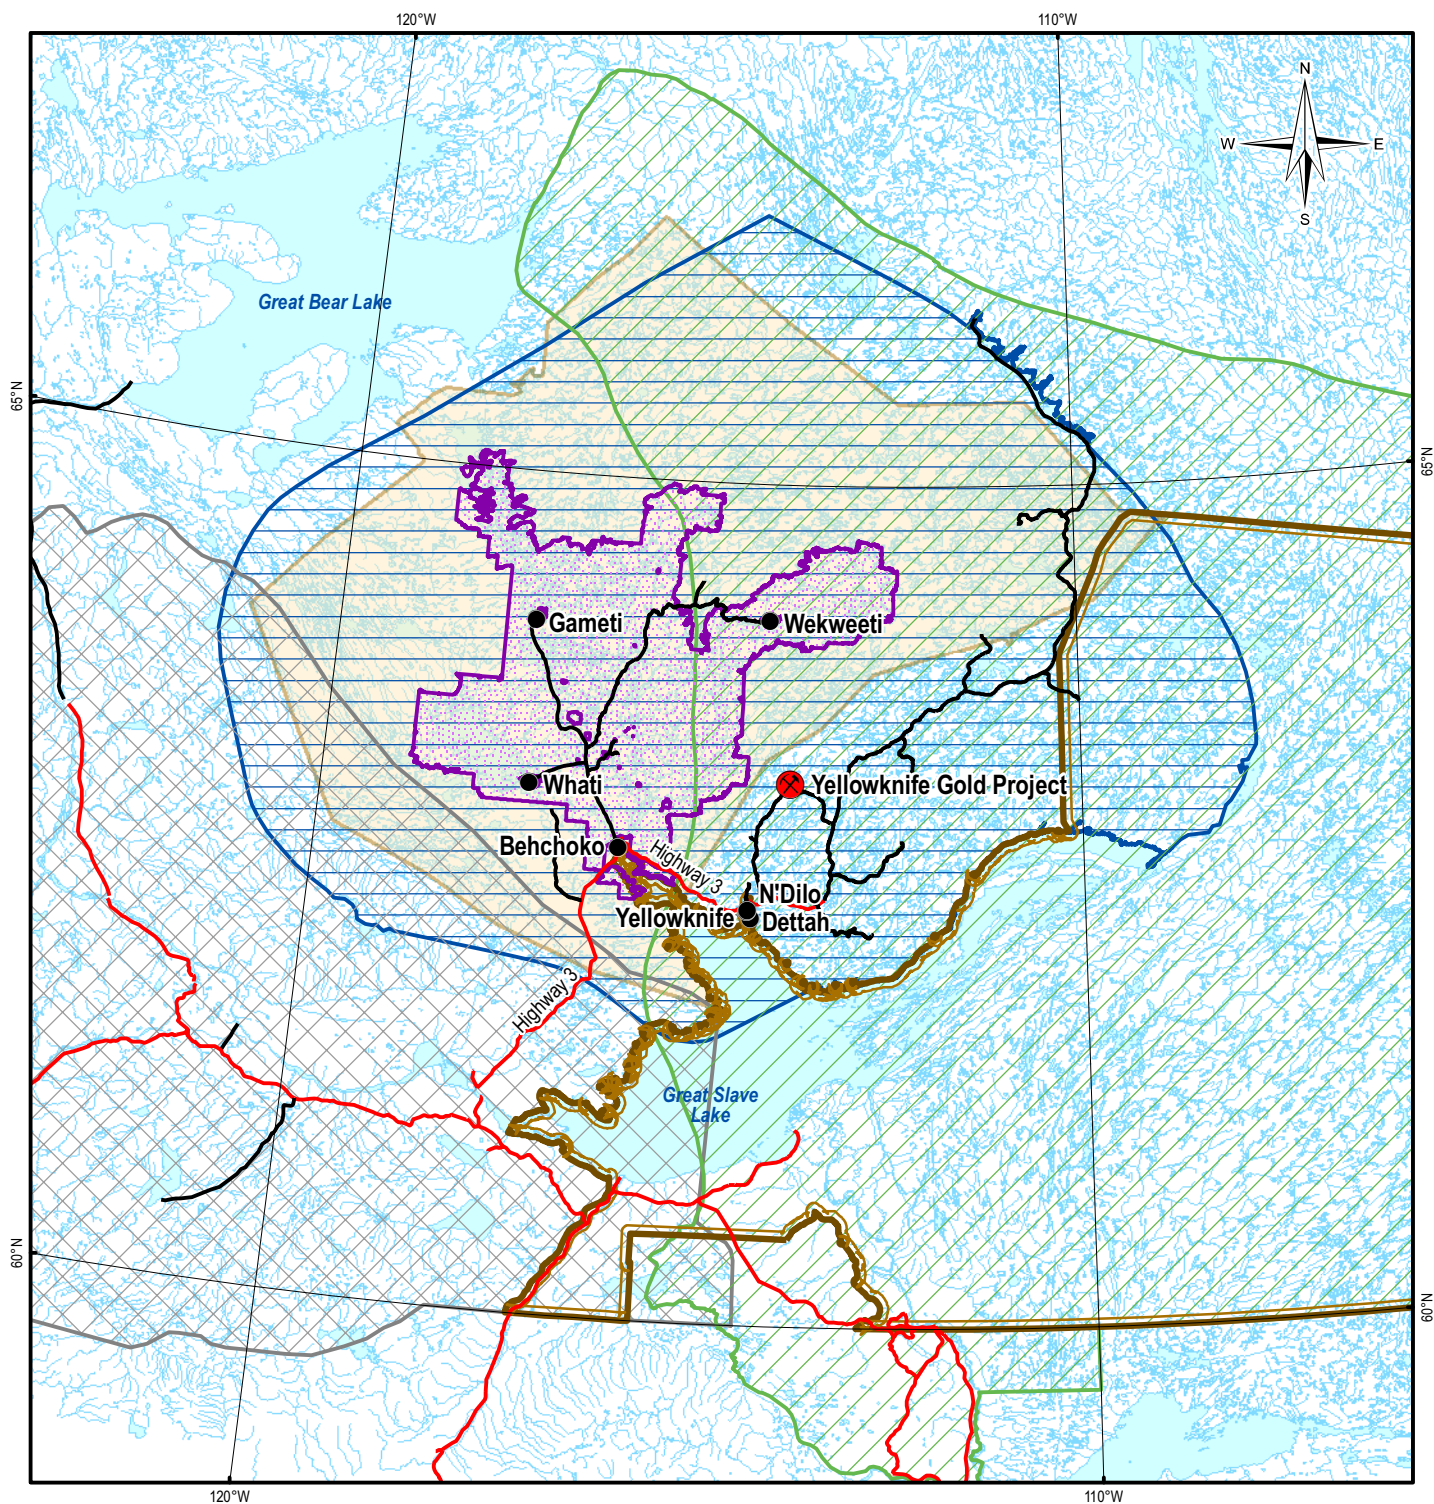 120°W
110°W
N
W
E
S
Great Bear Lake
65°N
65°N
Gameti
Wekweeti
Whati
Yellowknife Gold Project
Behchoko
Highway 3
N'Dilo
Yellowknife
Dettah
Highway 3
Great Slave
Lake
60°N
60°N
120°W
110°W